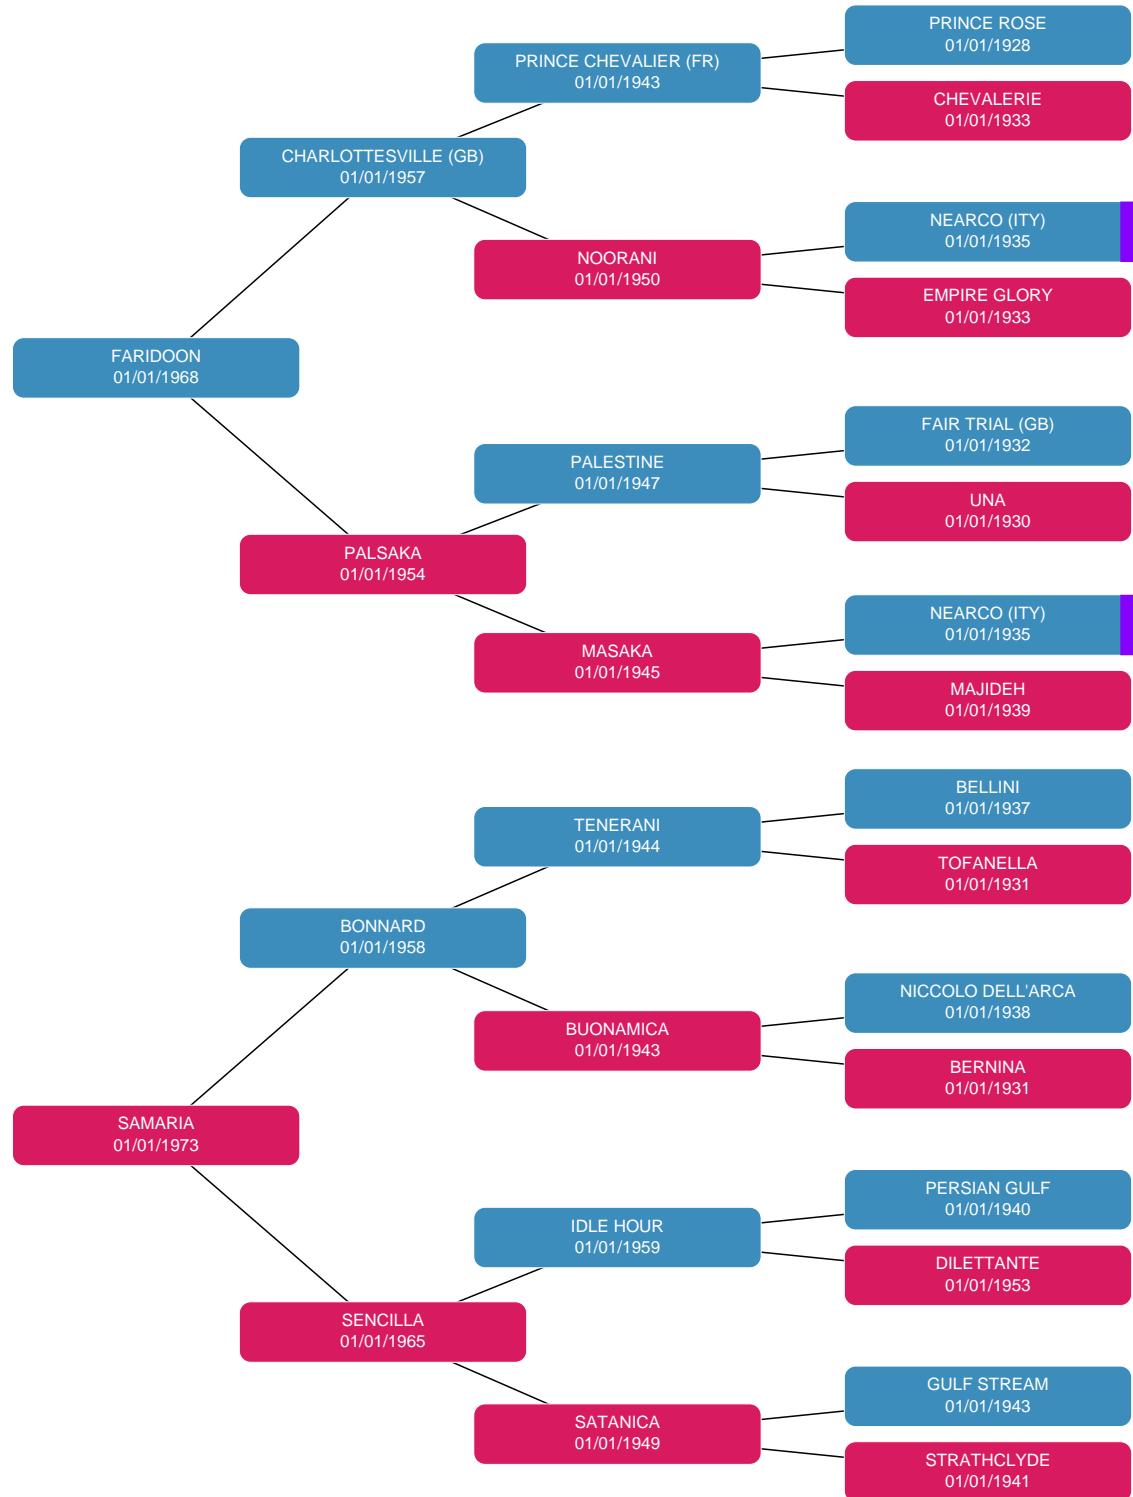 PRINCE ROSE
01/01/1928
PRINCE CHEVALIER (FR)
01/01/1943
CHEVALERIE
01/01/1933
CHARLOTTESVILLE (GB)
01/01/1957
NEARCO (ITY)
01/01/1935
NOORANI
01/01/1950
EMPIRE GLORY
01/01/1933
FARIDOON
01/01/1968
FAIR TRIAL (GB)
01/01/1932
PALESTINE
01/01/1947
UNA
01/01/1930
PALSAKA
01/01/1954
NEARCO (ITY)
01/01/1935
MASAKA
01/01/1945
MAJIDEH
01/01/1939
BELLINI
01/01/1937
TENERANI
01/01/1944
TOFANELLA
01/01/1931
BONNARD
01/01/1958
NICCOLO DELL'ARCA
01/01/1938
BUONAMICA
01/01/1943
BERNINA
01/01/1931
SAMARIA
01/01/1973
PERSIAN GULF
01/01/1940
IDLE HOUR
01/01/1959
DILETTANTE
01/01/1953
SENCILLA
01/01/1965
GULF STREAM
01/01/1943
SATANICA
01/01/1949
STRATHCLYDE
01/01/1941